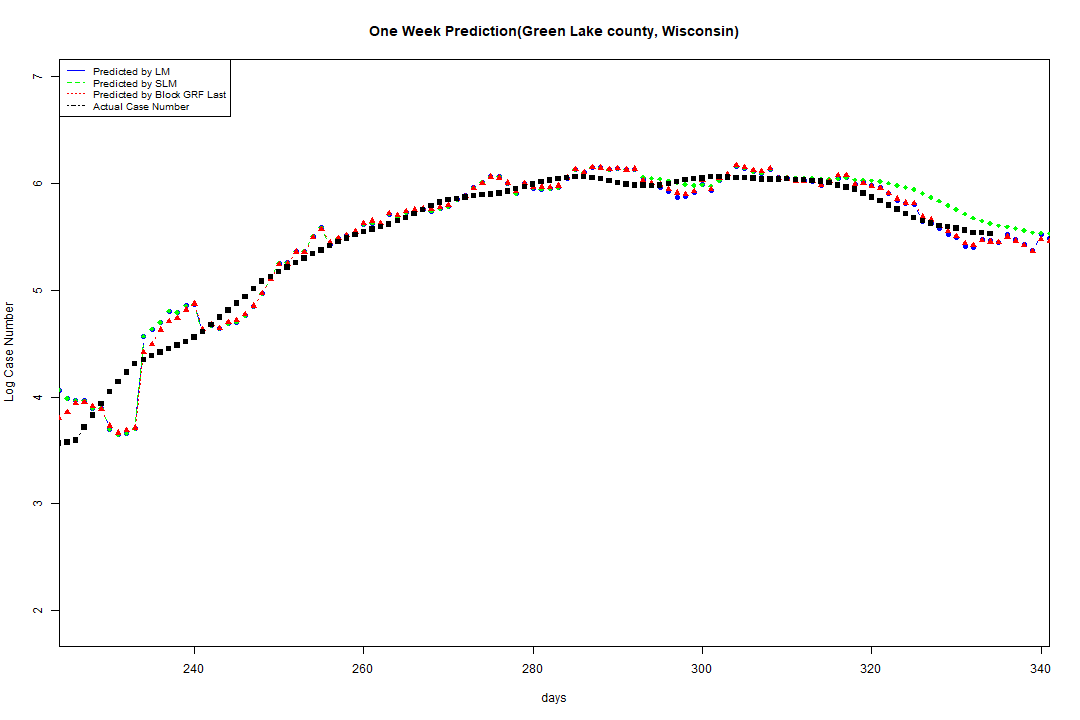 One Week Prediction(Green Lake county, Wisconsin)
Predicted by LM
Predicted by SLM
Predicted by Block GRF Last
Actual Case Number
7
6
5
4
3
2
Log Case Number
240
260
280
300
320
340
days